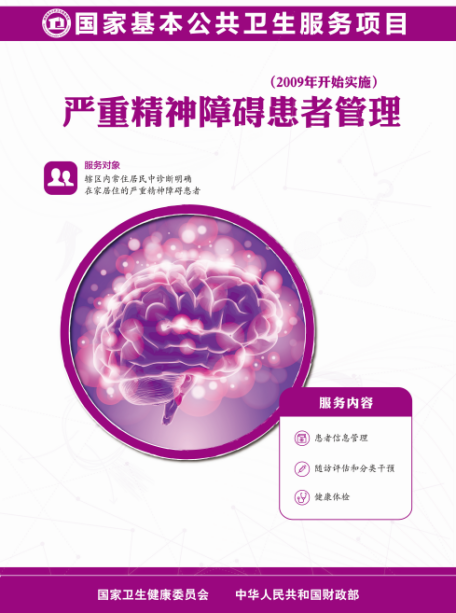 国家基本公共卫生服务项目
（2009年开始实施）
严重精神障碍患者管理
服务对象
辖区内常住居民中诊断明确
在家居住的严重精神障碍患者
服务内容
患者信息管理
随访评估和分类干预
健康体检
国家卫生健康委员会 中华人民共和国财政部